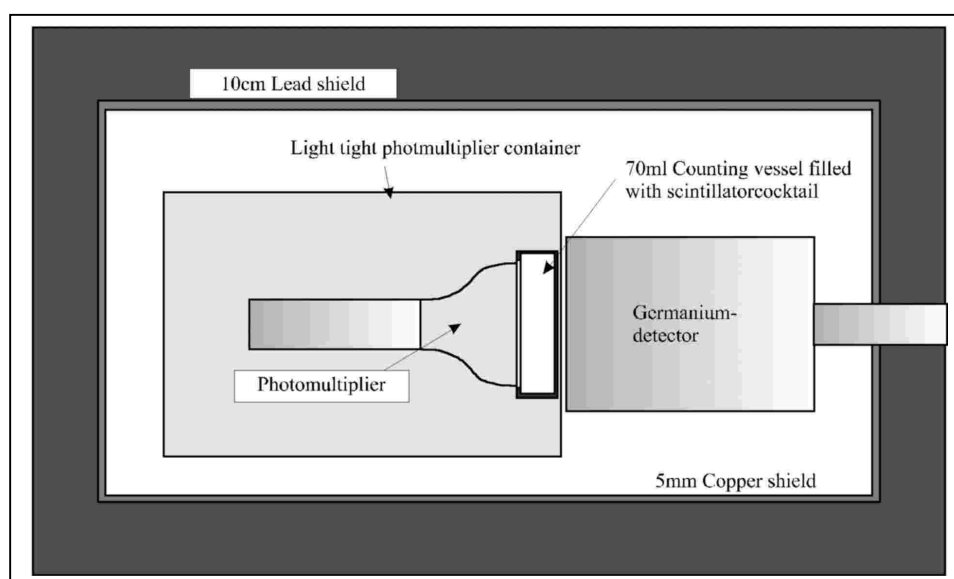 10cm Lead shield
Light tight photmultiplier container
70ml Counting vessel filled
with scintillatorcocktail
Germanium-
detector
Photomultiplier
5mm Copper shield